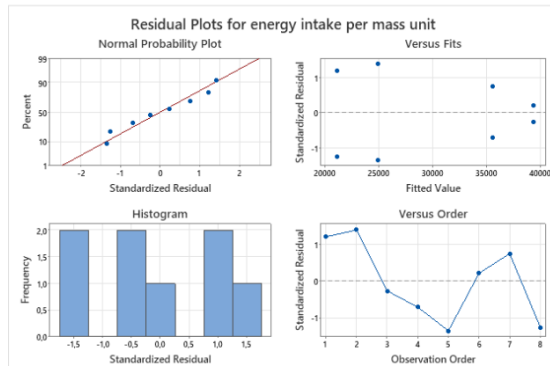 Residual Plots for energy intake per mass unit
Normal Probability Plot
99
90
50
10
1
Percent
-2 -1 0 1 2
Standardized Residual
Versus Fits
1
0
-1
Standardized Residual
20000 25000 30000 35000 40000
Fitted Value
Histogram
2,0
1,5
1,0
0,5
0,0
Frequency
-1,5 -1,0 -0,5 0,0 0,5 1,0 1,5
Standardized Residual
Versus Order
1
0
-1
Standardized Residual
1 2 3 4 5 6 7 8
Observation Order